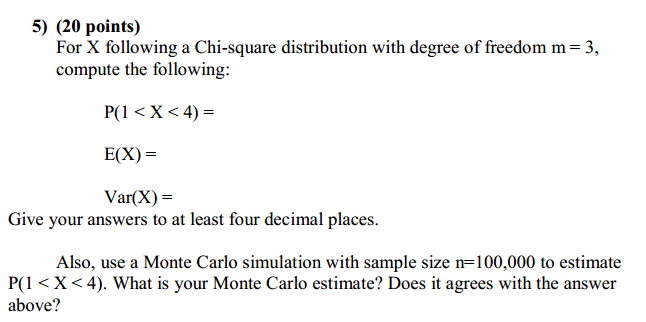 5) (20 points)
For X following a Chi-square distribution with degree of freedom m = 3,
compute the following:
P(1 < X < 4) =
E(X) =
Var(X) =
Give your answers to at least four decimal places.
Also, use a Monte Carlo simulation with sample size n=100,000 to estimate
P(1 < X < 4). What is your Monte Carlo estimate? Does it agrees with the answer
above?